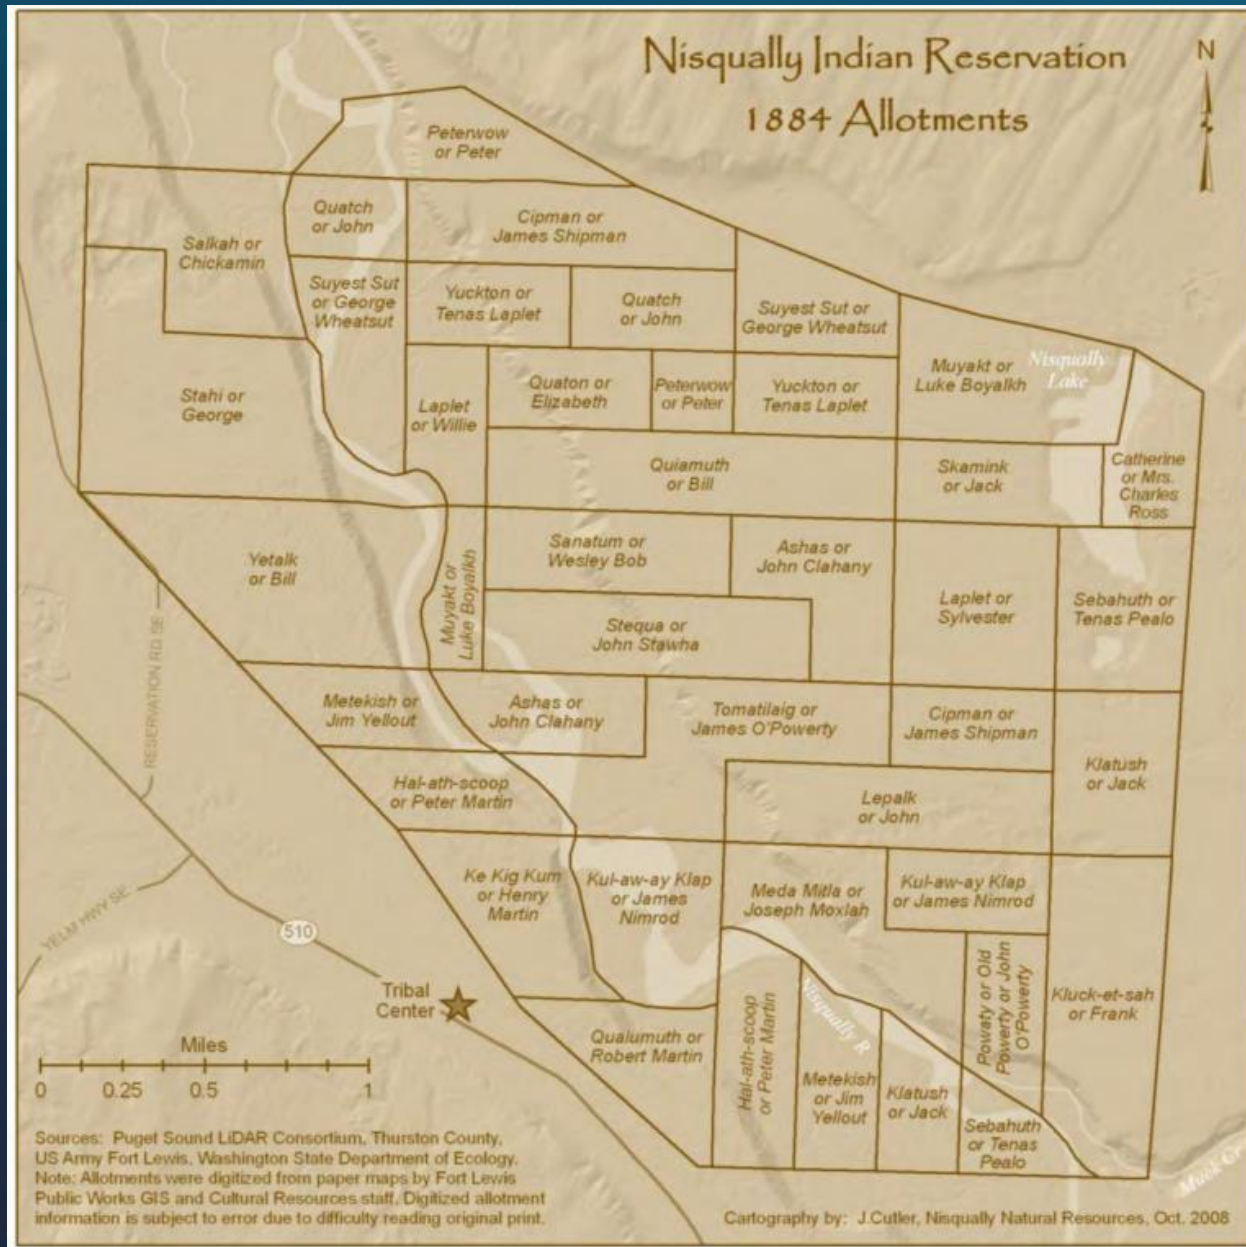 Nisqually Indian Reservation
1884 Allotments
N
Peterwow
or Peter
Quatch
or John
Cipman or
James Shipman
Salkah or
Chickamin
Suyest Sut
or George
Wheatsut
Yuckton or
Tenas Laplet
Quatch
or John
Suyest Sut or
George Wheatsut
Muyakt or
Luke Boyalkh
Nisqually
Lake
Stahi or
George
Laplet
or Willie
Quaton or
Elizabeth
Peterwow
or Peter
Yuckton or
Tenas Laplet
Quiamuth
or Bill
Skamink
or Jack
Catherine
or Mrs.
Charles
Ross
Yetalk
or Bill
Muyakt or
Luke Boyalkh
Sanatum or
Wesley Bob
Ashas or
John Clahany
Laplet or
Sylvester
Sebahuth or
Tenas Pealo
Stequa or
John Stawha
RESERVATION RD SE
Metekish or
Jim Yellout
Ashas or
John Clahany
Tomatilaig or
James O'Powerty
Cipman or
James Shipman
Klatush
or Jack
Hal-ath-scoop
or Peter Martin
Lepalk
or John
Ke Kig Kum
or Henry
Martin
Kul-aw-ay Klap
or James
Nimrod
Meda Mitla or
Joseph Moxlah
Kul-aw-ay Klap
or James Nimrod
YELM HWY SE
510
Tribal
Center
Qualumuth or
Robert Martin
Hal-ath-scoop
or Peter Martin
Nisqually R
Metekish
or Jim
Yellout
Klatush
or Jack
Powaty or Old
Powerty or John
O'Powerty
Kluck-et-sah
or Frank
Sebahuth
or Tenas
Pealo
Miles
0 0.25 0.5 1
Sources: Puget Sound LiDAR Consortium, Thurston County,
US Army Fort Lewis, Washington State Department of Ecology.
Note: Allotments were digitized from paper maps by Fort Lewis
Public Works GIS and Cultural Resources staff. Digitized allotment
information is subject to error due to difficulty reading original print.
Muck
Cartography by: J.Cutler, Nisqually Natural Resources, Oct. 2008